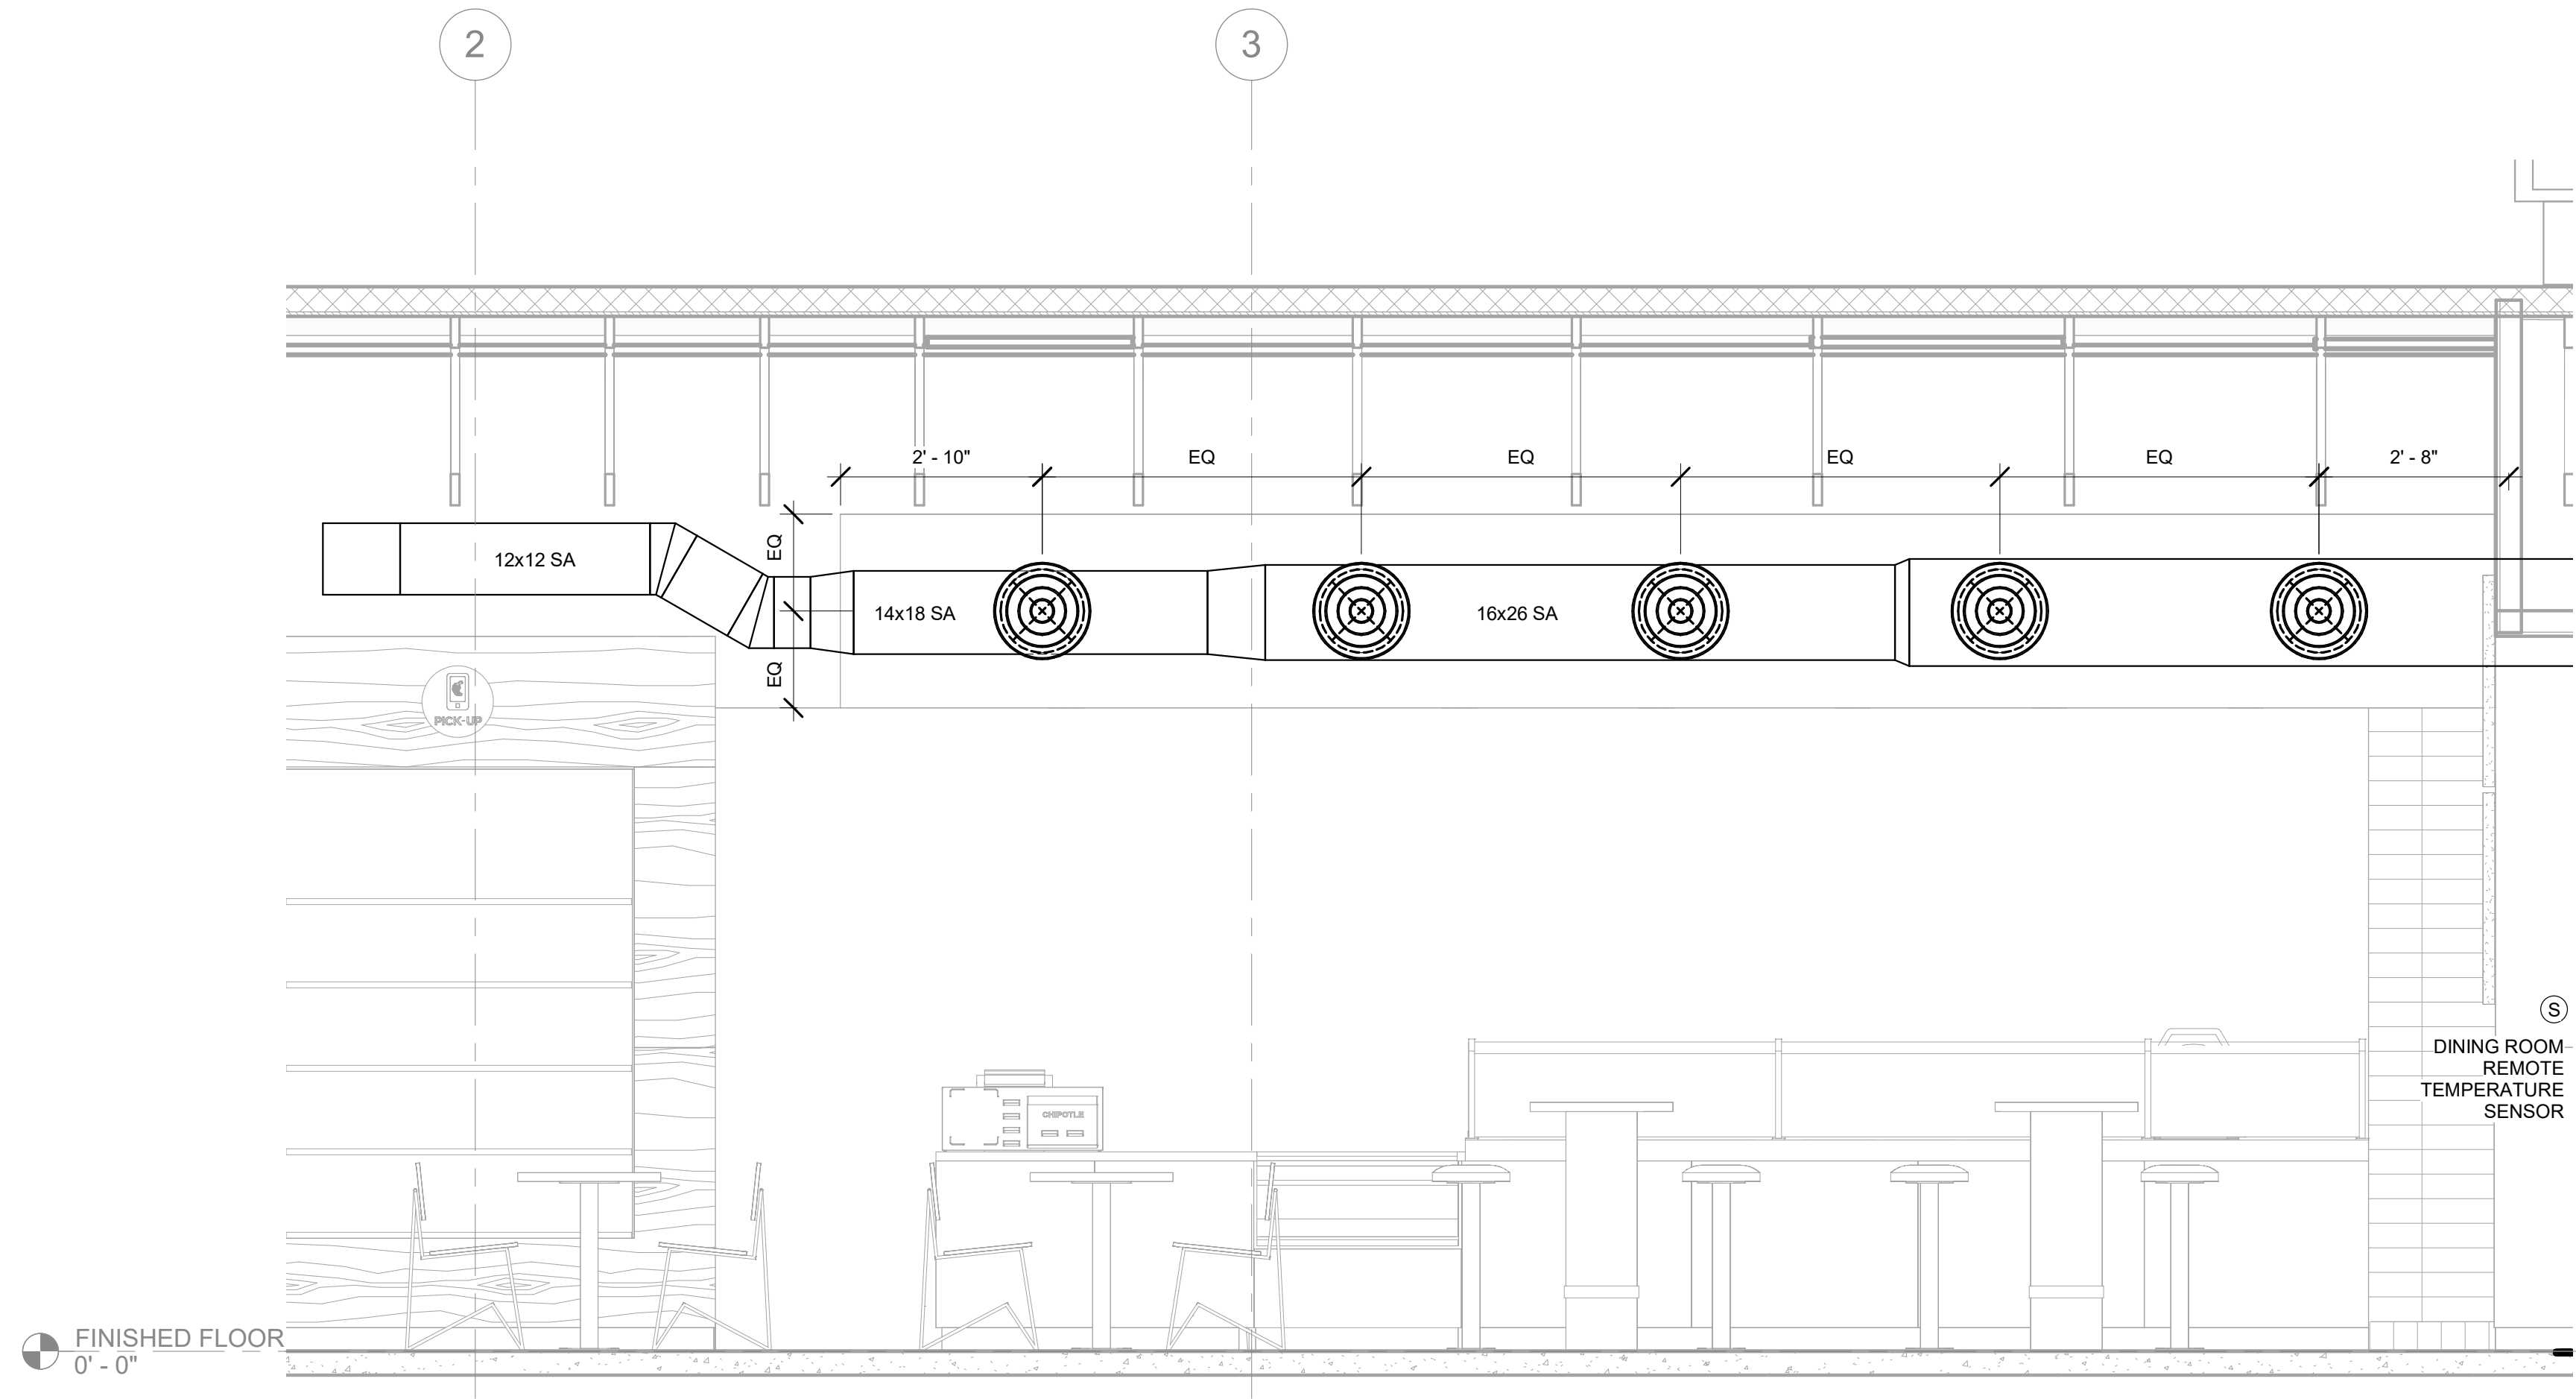 2
3
2' - 10"
EQ
EQ
EQ
EQ
2' - 8"
EQ
12x12 SA
14x18 SA
16x26 SA
EQ
PICK-UP
S
DINING ROOM
REMOTE
TEMPERATURE
SENSOR
CHIPOTLE
FINISHED FLOOR
0' - 0"